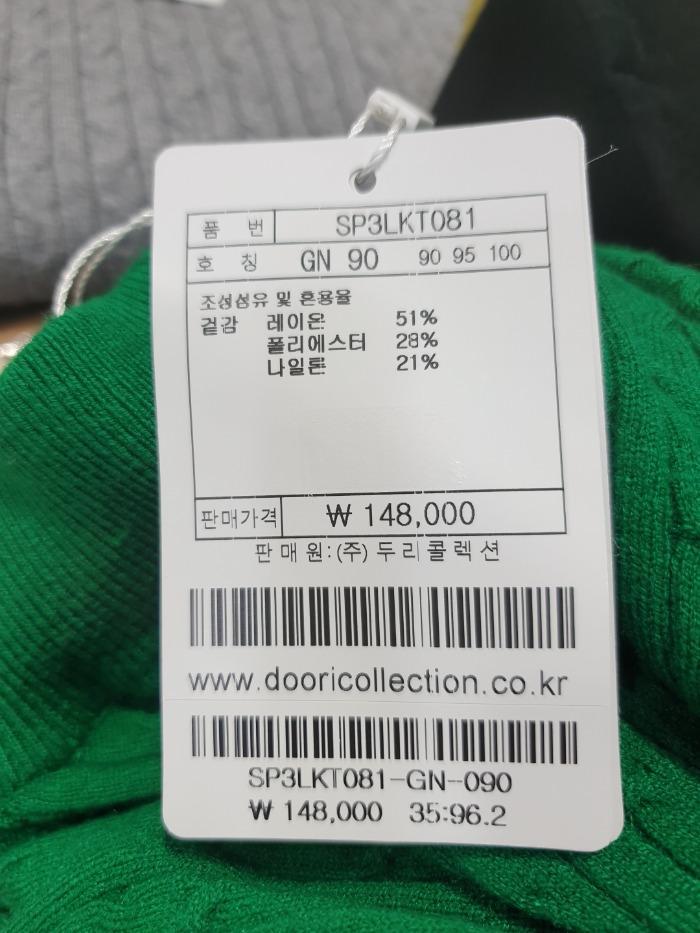 품 번 SP3LKT081
호 칭 GN 90 90 95 100
조성섬유 및 혼용율
겉감 레이온 51%
폴리에스터 28%
나일론 21%
판매가격 ₩ 148,000
판 매 원:(주) 두 리 콜 렉 션
www.dooricollection.co.kr
SP3LKT081-GN-090
₩ 148,000 35:96.2